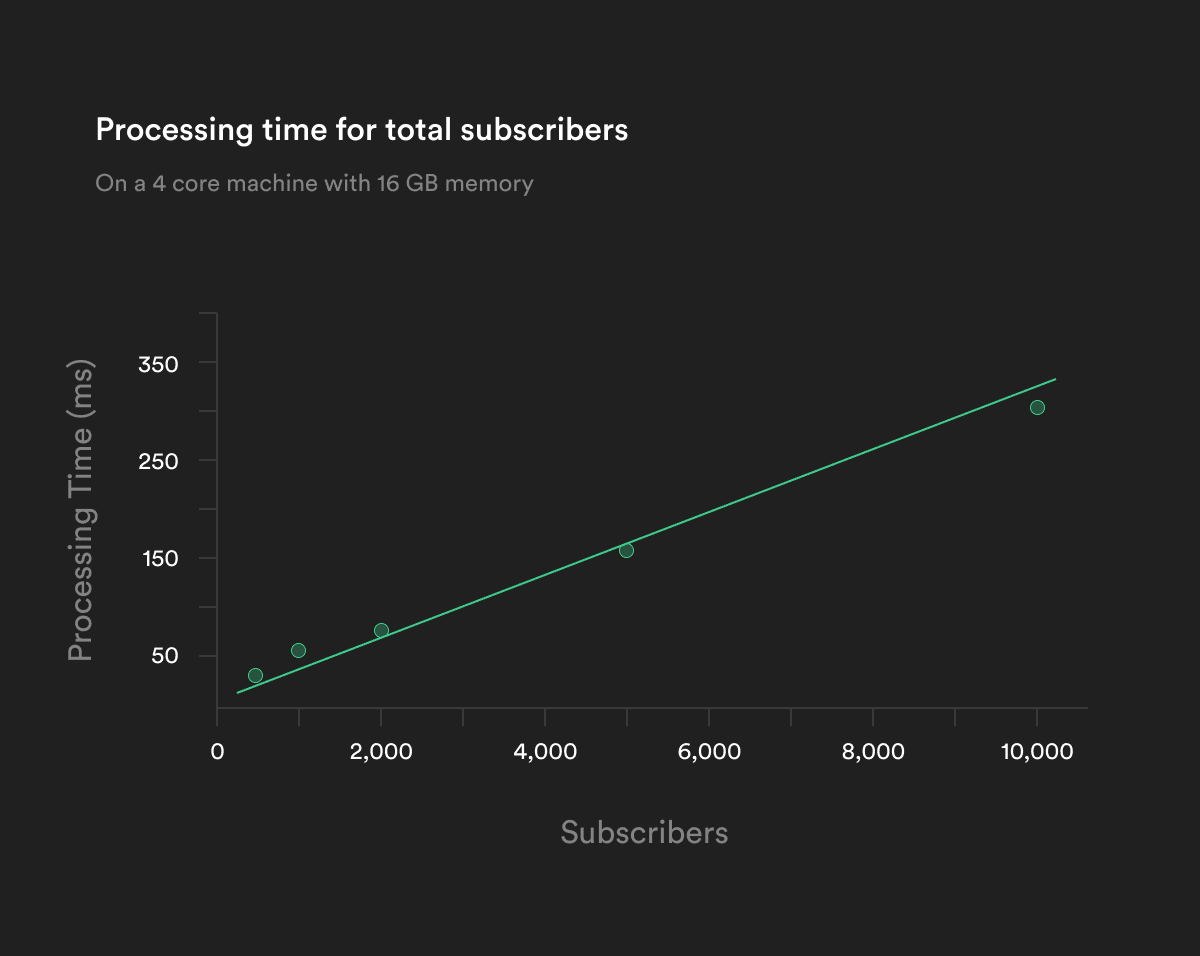 Processing time for total subscribers
On a 4 core machine with 16 GB memory
Processing Time (ms)
350
250
150
50
0 2,000 4,000 6,000 8,000 10,000
Subscribers